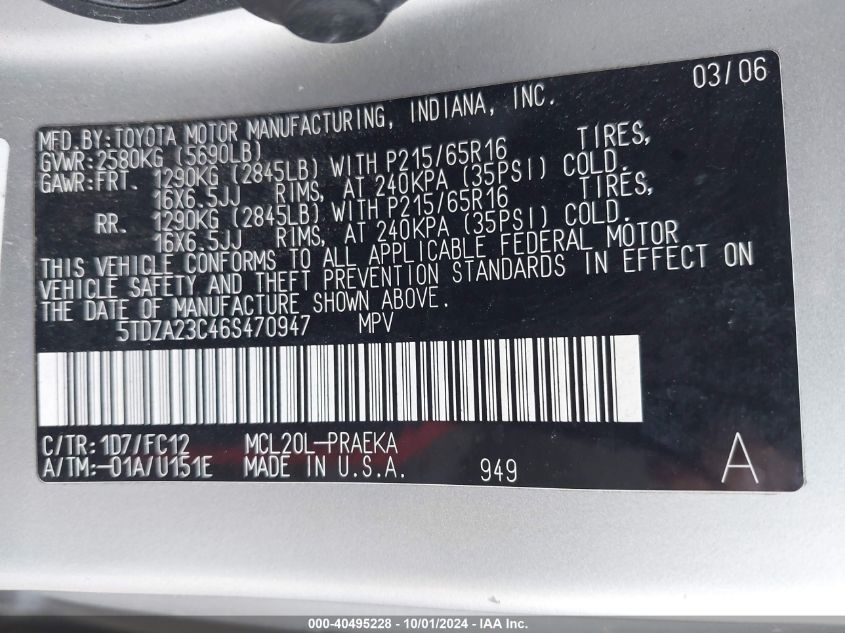 03/06
MFD.BY:TOYOTA MOTOR MANUFACTURING, INDIANA, INC.
GVWR:2580KG (5690LB)
GAWR:FRT. 1290KG (2845LB) WITH P215/65R16 TIRES,
16X6.5JJ RIMS, AT 240KPA (35PSI) COLD.
RR. 1290KG (2845LB) WITH P215/65R16 TIRES,
16X6.5JJ RIMS, AT 240KPA (35PSI) COLD.
THIS VEHICLE CONFORMS TO ALL APPLICABLE FEDERAL MOTOR
VEHICLE SAFETY AND THEFT PREVENTION STANDARDS IN EFFECT ON
THE DATE OF MANUFACTURE SHOWN ABOVE.
5TDZA23C46S470947 MPV
C/TR:1D7/FC12 MCL20L-PRAEKA
A/TM:-01A/U151E MADE IN U.S.A. 949 A
000-40495228 - 10/01/2024 - IAA Inc.